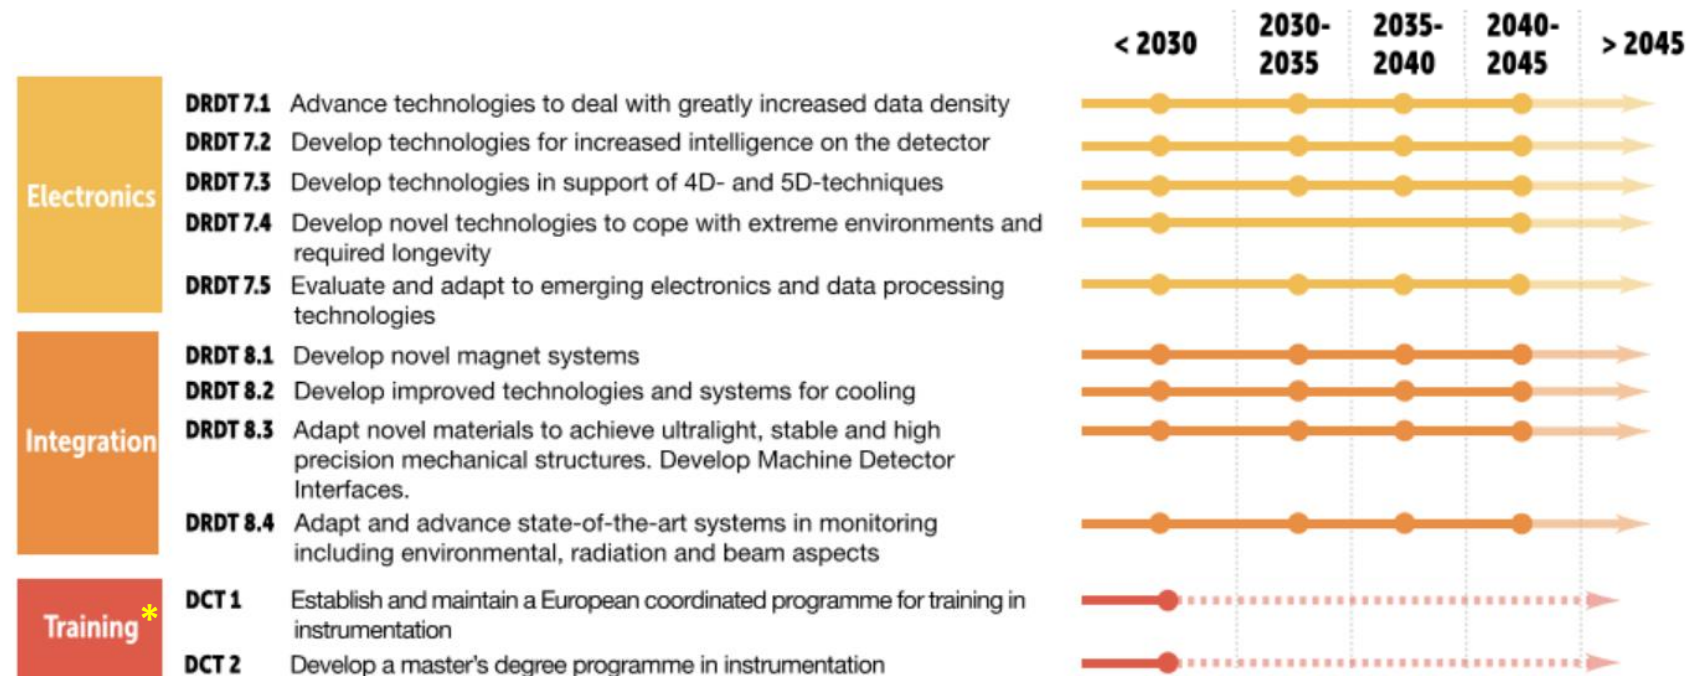 < 2030
2030-
2035
2035-
2040
2040-
2045
> 2045
Electronics
DRDT 7.1 Advance technologies to deal with greatly increased data density
DRDT 7.2 Develop technologies for increased intelligence on the detector
DRDT 7.3 Develop technologies in support of 4D- and 5D-techniques
DRDT 7.4 Develop novel technologies to cope with extreme environments and
required longevity
DRDT 7.5 Evaluate and adapt to emerging electronics and data processing
technologies
Integration
DRDT 8.1 Develop novel magnet systems
DRDT 8.2 Develop improved technologies and systems for cooling
DRDT 8.3 Adapt novel materials to achieve ultralight, stable and high
precision mechanical structures. Develop Machine Detector
Interfaces.
DRDT 8.4 Adapt and advance state-of-the-art systems in monitoring
including environmental, radiation and beam aspects
Training*
DCT 1 Establish and maintain a European coordinated programme for training in
instrumentation
DCT 2 Develop a master's degree programme in instrumentation